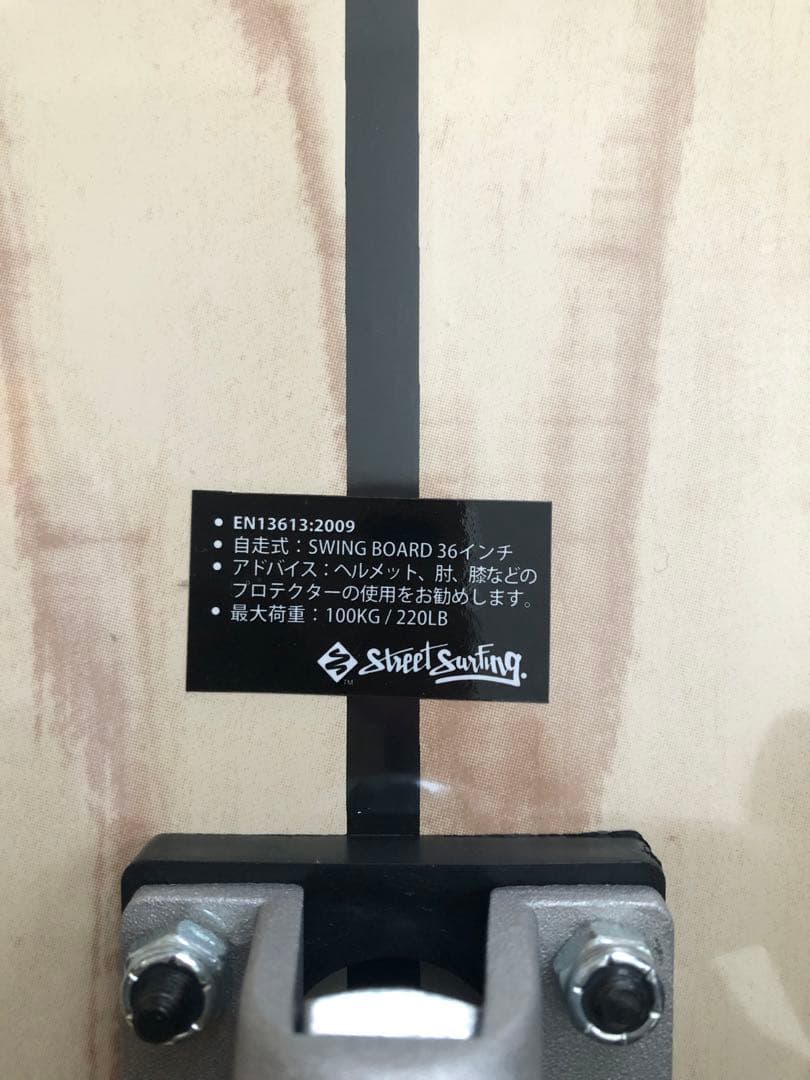 • EN13613:2009
• 自走式：SWING BOARD 36インチ
• アドバイス：ヘルメット、肘、膝などの
プロテクターの使用をお勧めします。
• 最大荷重：100KG / 220LB
Street Surfing.
TM